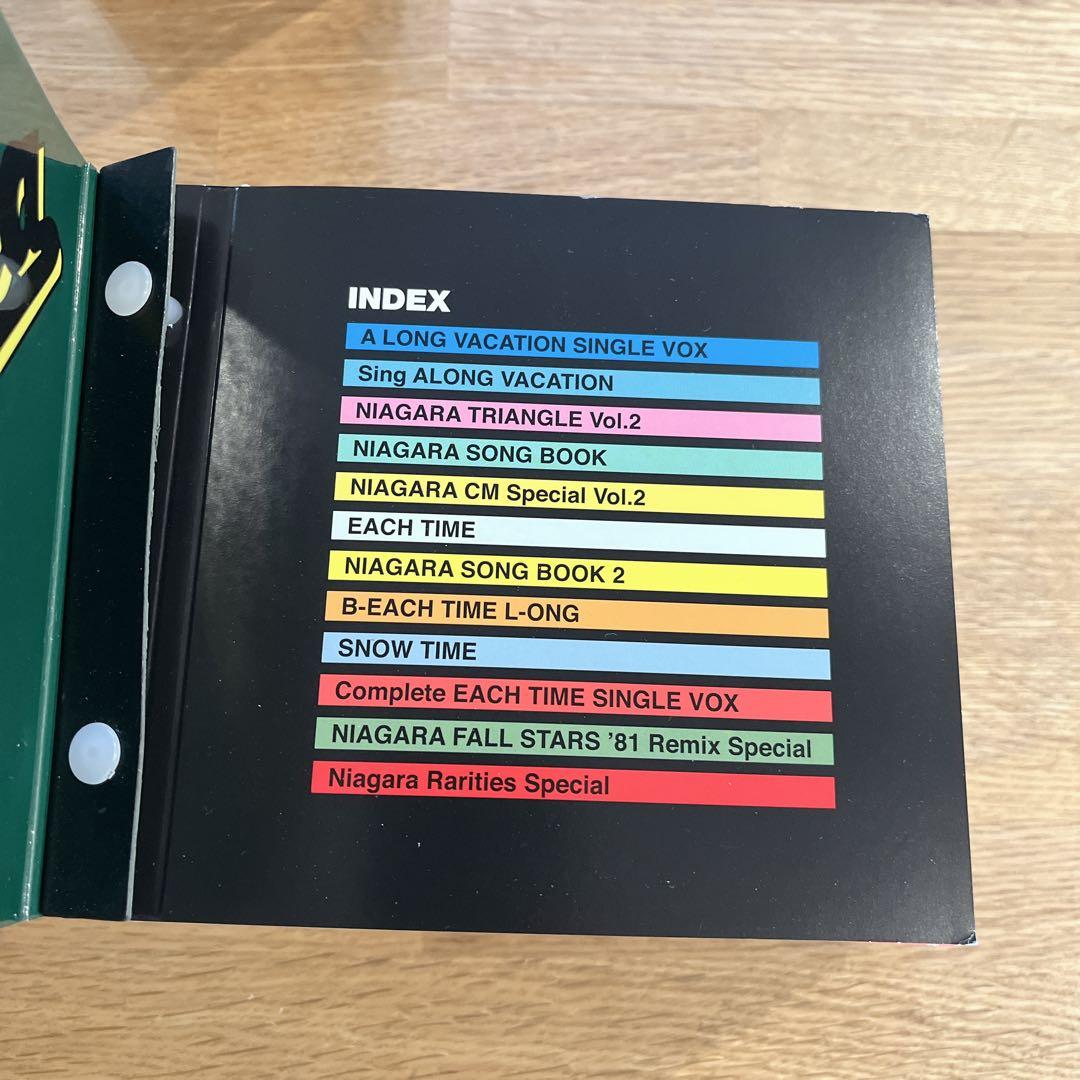 INDEX
A LONG VACATION SINGLE VOX
Sing ALONG VACATION
NIAGARA TRIANGLE Vol.2
NIAGARA SONG BOOK
NIAGARA CM Special Vol.2
EACH TIME
NIAGARA SONG BOOK 2
B-EACH TIME L-ONG
SNOW TIME
Complete EACH TIME SINGLE VOX
NIAGARA FALL STARS ’81 Remix Special
Niagara Rarities Special